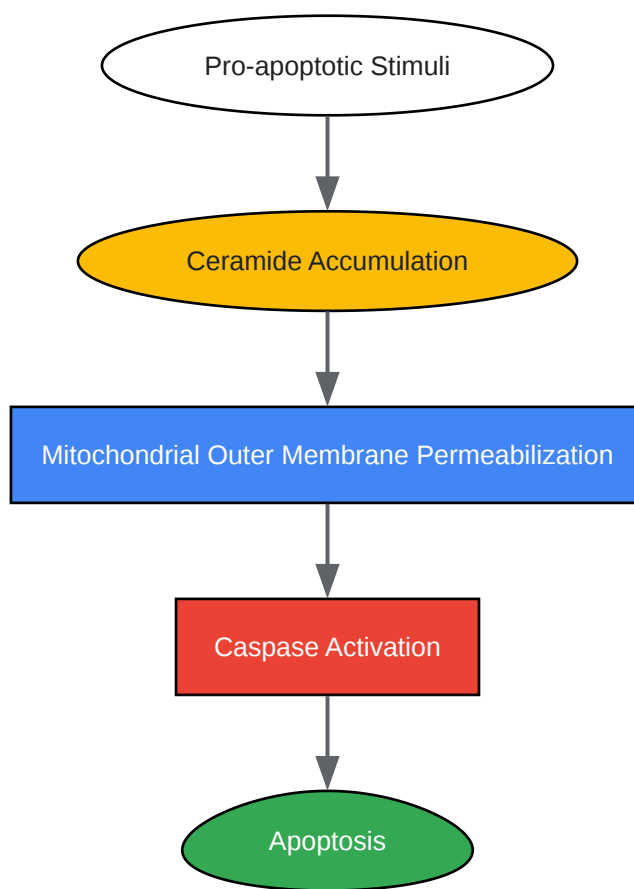 Pro-apoptotic Stimuli
Ceramide Accumulation
Mitochondrial Outer Membrane Permeabilization
Caspase Activation
Apoptosis